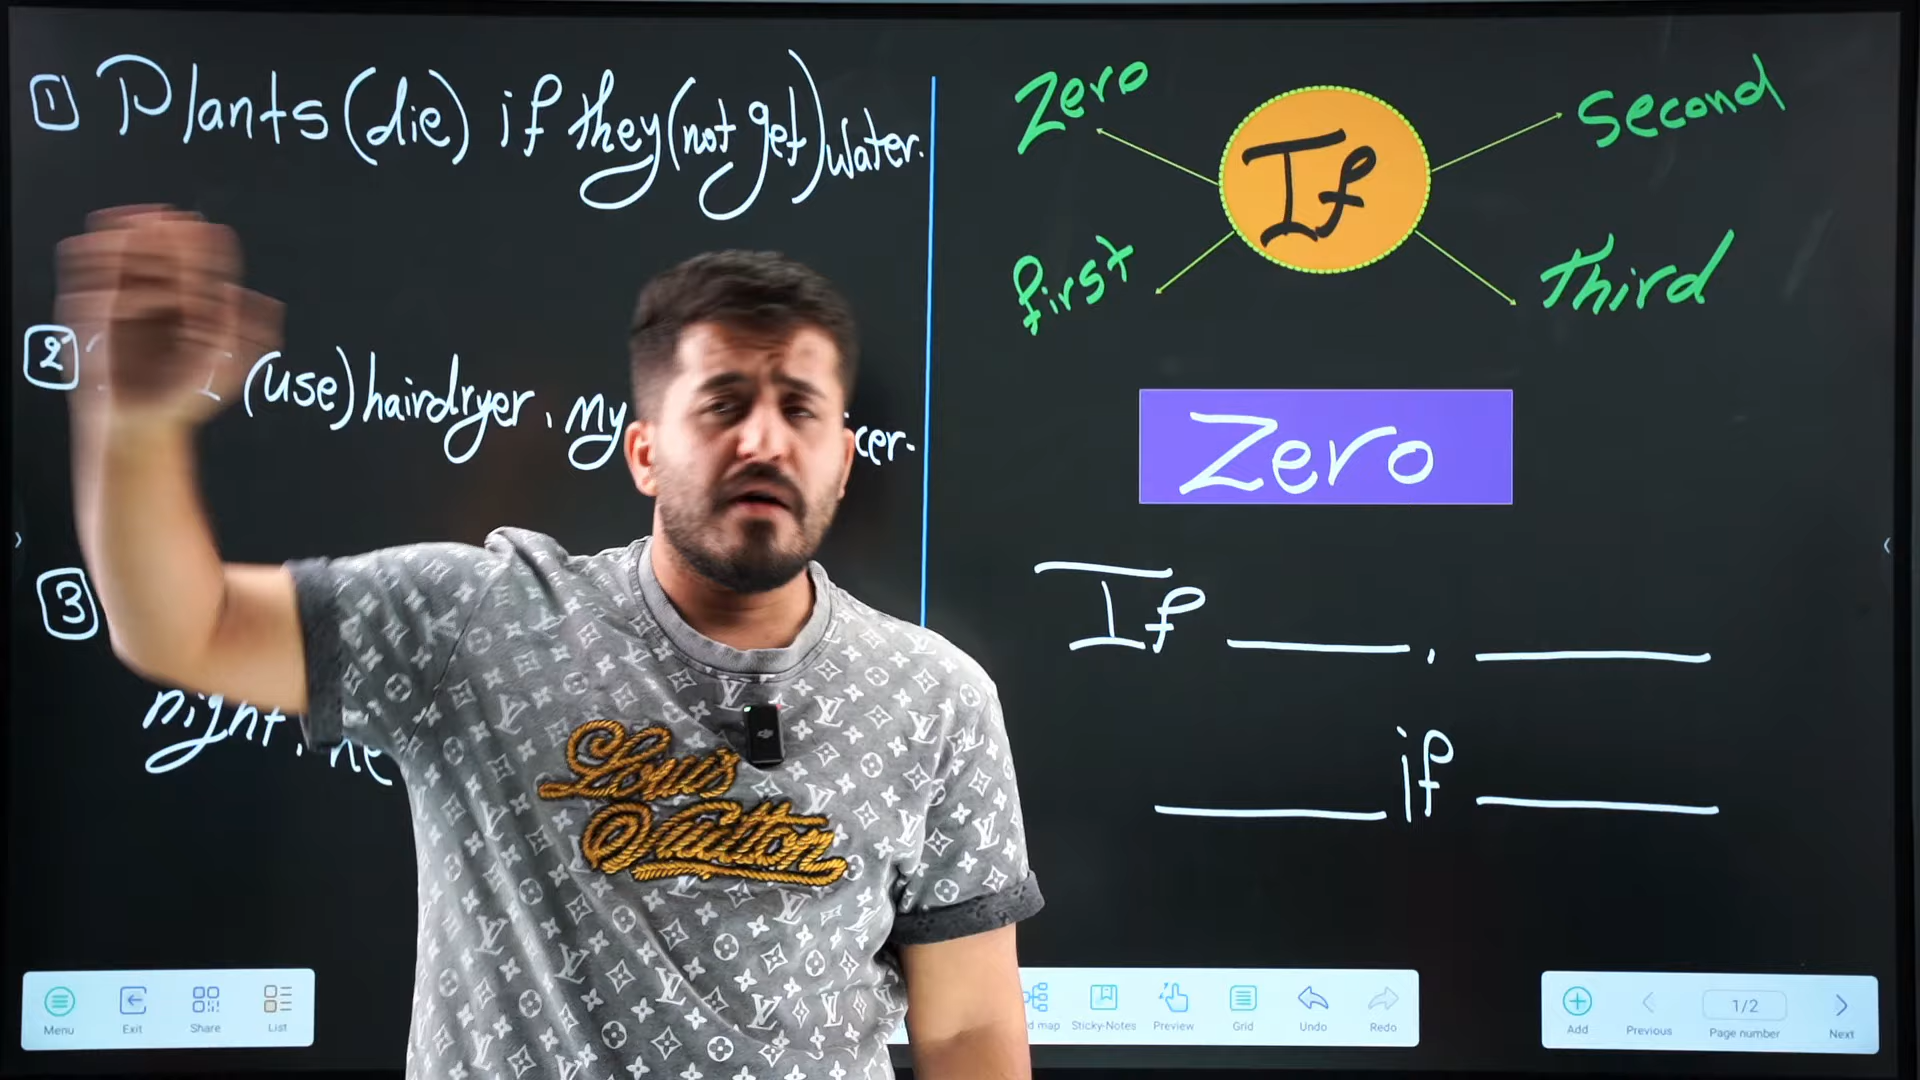 1 Plants (die) if they (not get) water.
2 I (use) hairdryer, my cer.
3
night, he
Zero
If
second
first
third
Zero
If ____ , ____
____ if ____
Louis
Vuitton
Menu
Exit
Share
List
d map
Sticky-Notes
Preview
Grid
Undo
Redo
Add
Previous
1/2
Page number
Next